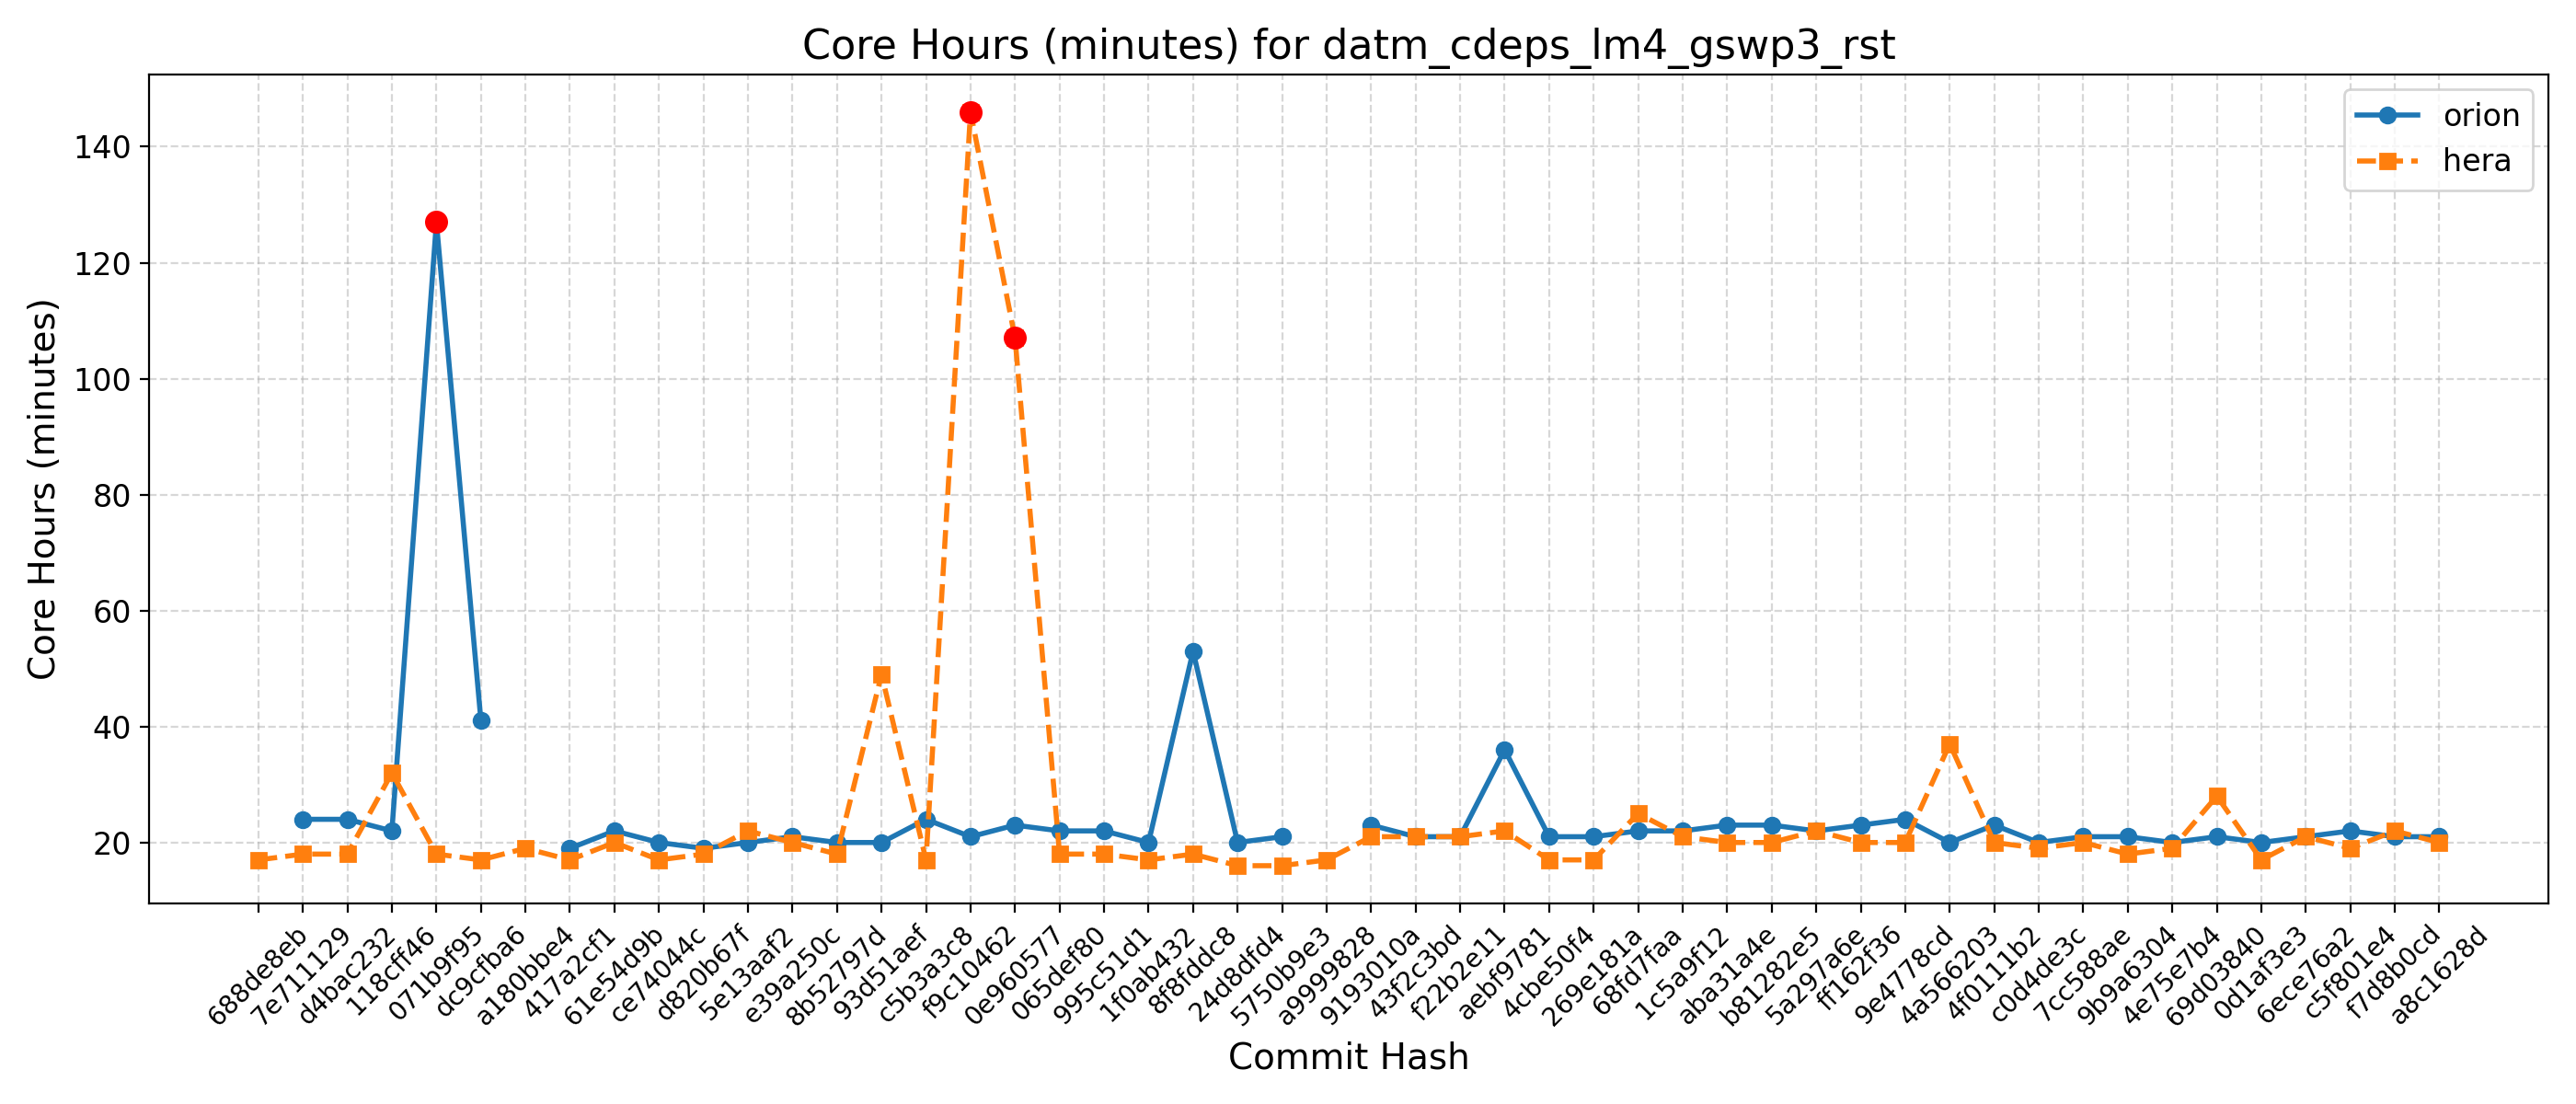 Core Hours (minutes) for datm_cdeps_lm4_gswp3_rst
orion
hera
Core Hours (minutes)
140
120
100
80
60
40
20
688de8eb
7e711129
d4bac232
118cff46
071b9f95
dc9cfba6
a180bbe4
417a2cf1
61e54d9b
ce74044c
d820b67f
5e13aaf2
e39a250c
8b52797d
93d51aef
c5b3a3c8
f9c10462
0e960577
065def80
995c51d1
1f0ab432
8f8fddc8
24d8dfd4
5750b9e3
a9999828
9193010a
43f2c3bd
f22b2e11
aebf9781
4cbe50f4
269e181a
68fd7faa
1c5a9f12
aba31a4e
b81282e5
5a297a6e
ff162f36
9e4778cd
4a566203
4f0111b2
c0d4de3c
7cc588ae
9b9a6304
4e75e7b4
69d03840
0d1af3e3
6ece76a2
c5f801e4
f7d8b0cd
a8c1628d
Commit Hash